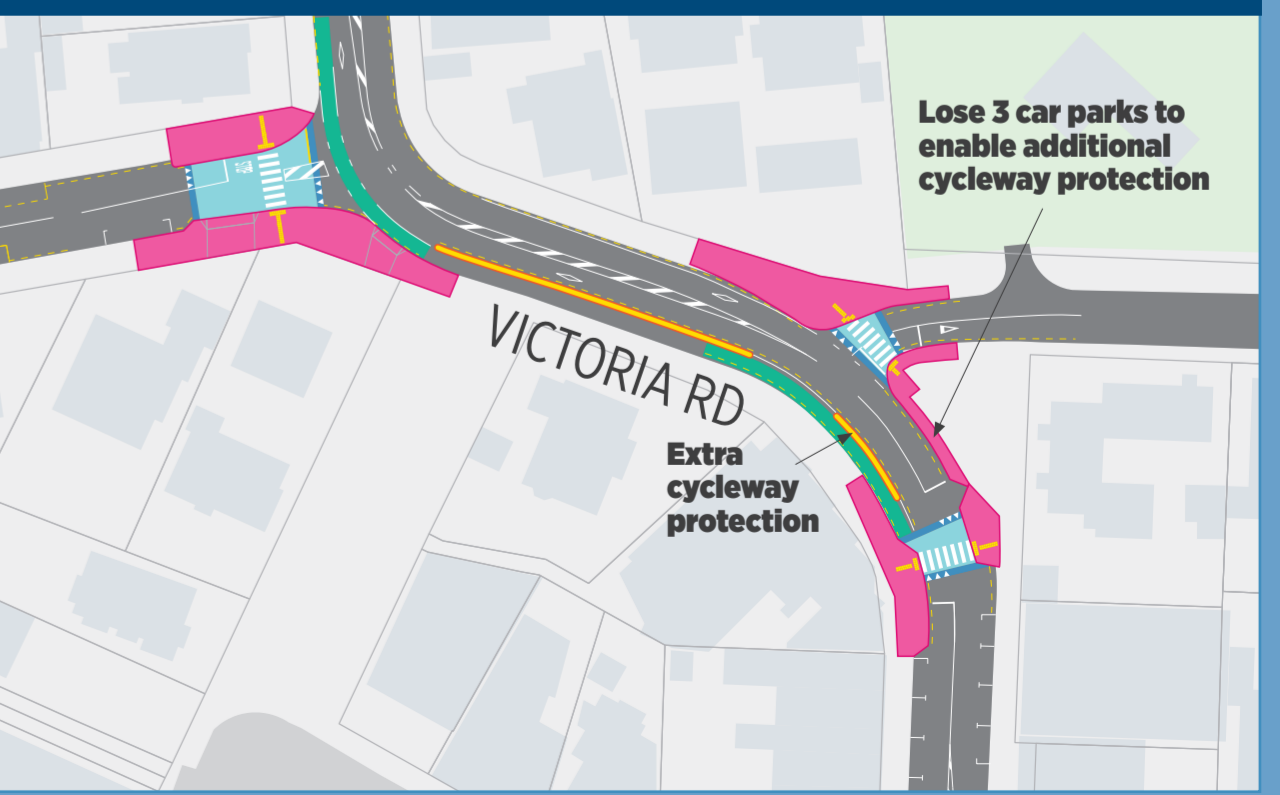 Lose 3 car parks to
enable additional
cycleway protection
VICTORIA RD
Extra
cycleway
protection